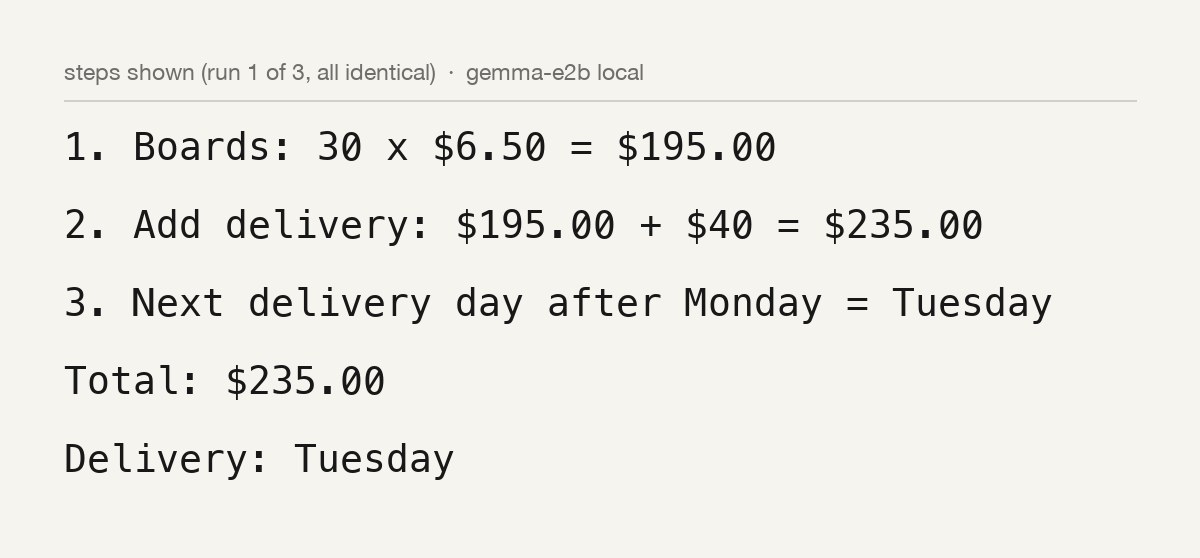 steps shown (run 1 of 3, all identical) · gemma-e2b local
1. Boards: 30 x $6.50 = $195.00
2. Add delivery: $195.00 + $40 = $235.00
3. Next delivery day after Monday = Tuesday
Total: $235.00
Delivery: Tuesday